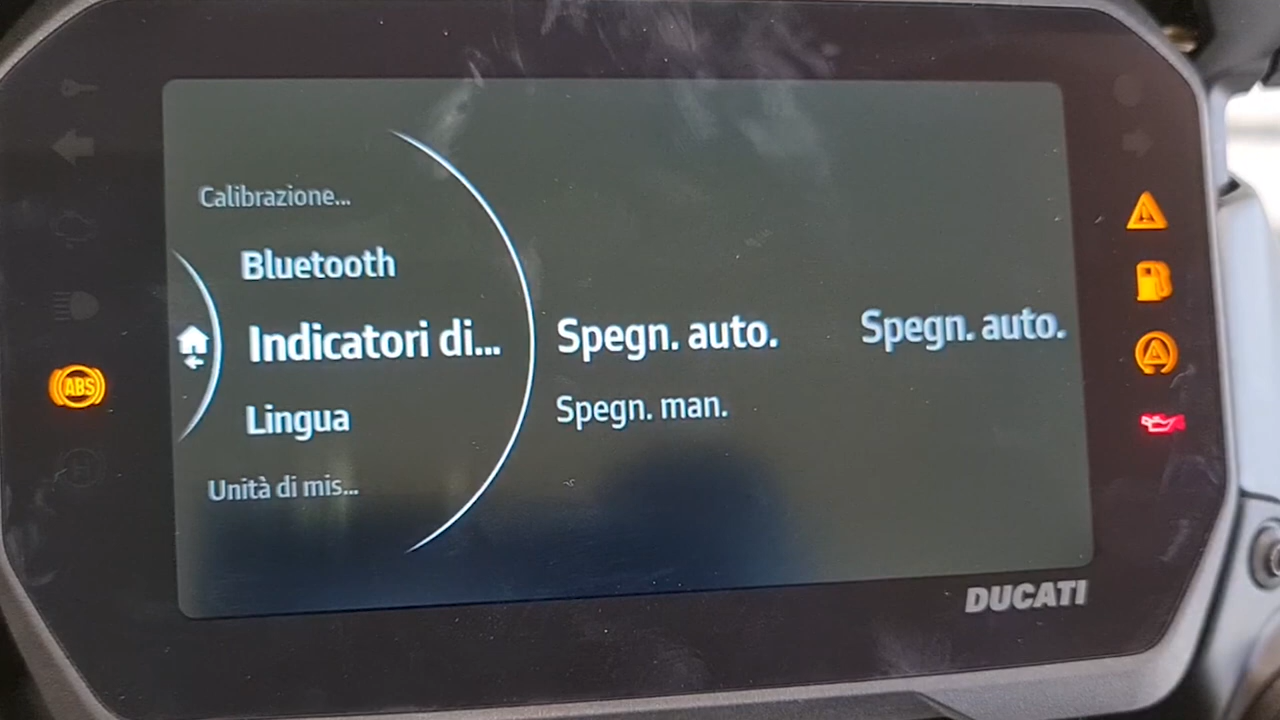 Calibrazione...
Bluetooth
Indicatori di...
Spegn. auto.
Spegn. auto.
Lingua
Spegn. man.
Unità di mis...
ABS
DUCATI